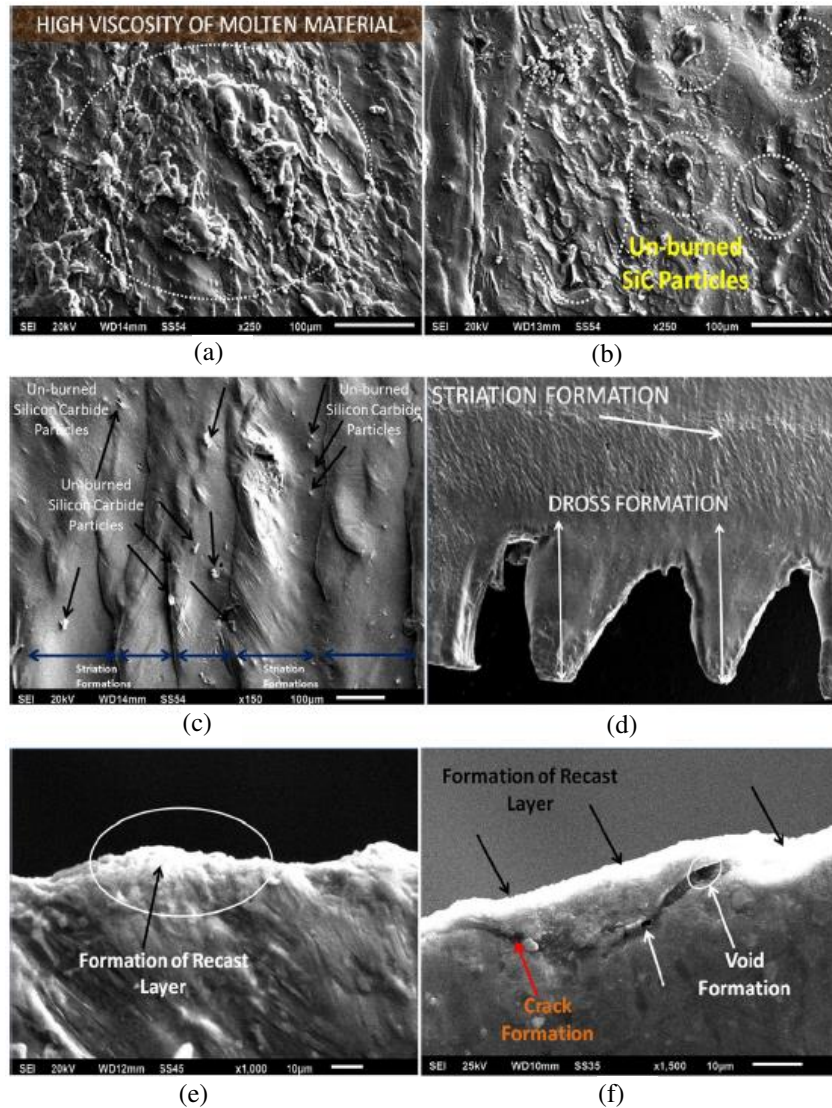 HIGH VISCOSITY OF MOLTEN MATERIAL
SEI 20kV WD14mm SS54 x250 100µm
(a)
Un-burned
SiC Particles
SEI 20kV WD13mm SS54 x250 100µm
(b)
Un-burned
Silicon Carbide
Particles
Un-burned
Silicon Carbide
Particles
Un-burned
Silicon Carbide
Particles
Striation
Formations
Striation
Formations
SEI 20kV WD14mm SS54 x150 100µm
(c)
STRIATION FORMATION
DROSS FORMATION
(d)
Formation of Recast
Layer
SEI 20kV WD12mm SS45 x1,000 10µm
(e)
Formation of Recast
Layer
Void
Formation
Crack
Formation
SEI 25kV WD10mm SS35 x1,500 10µm
(f)